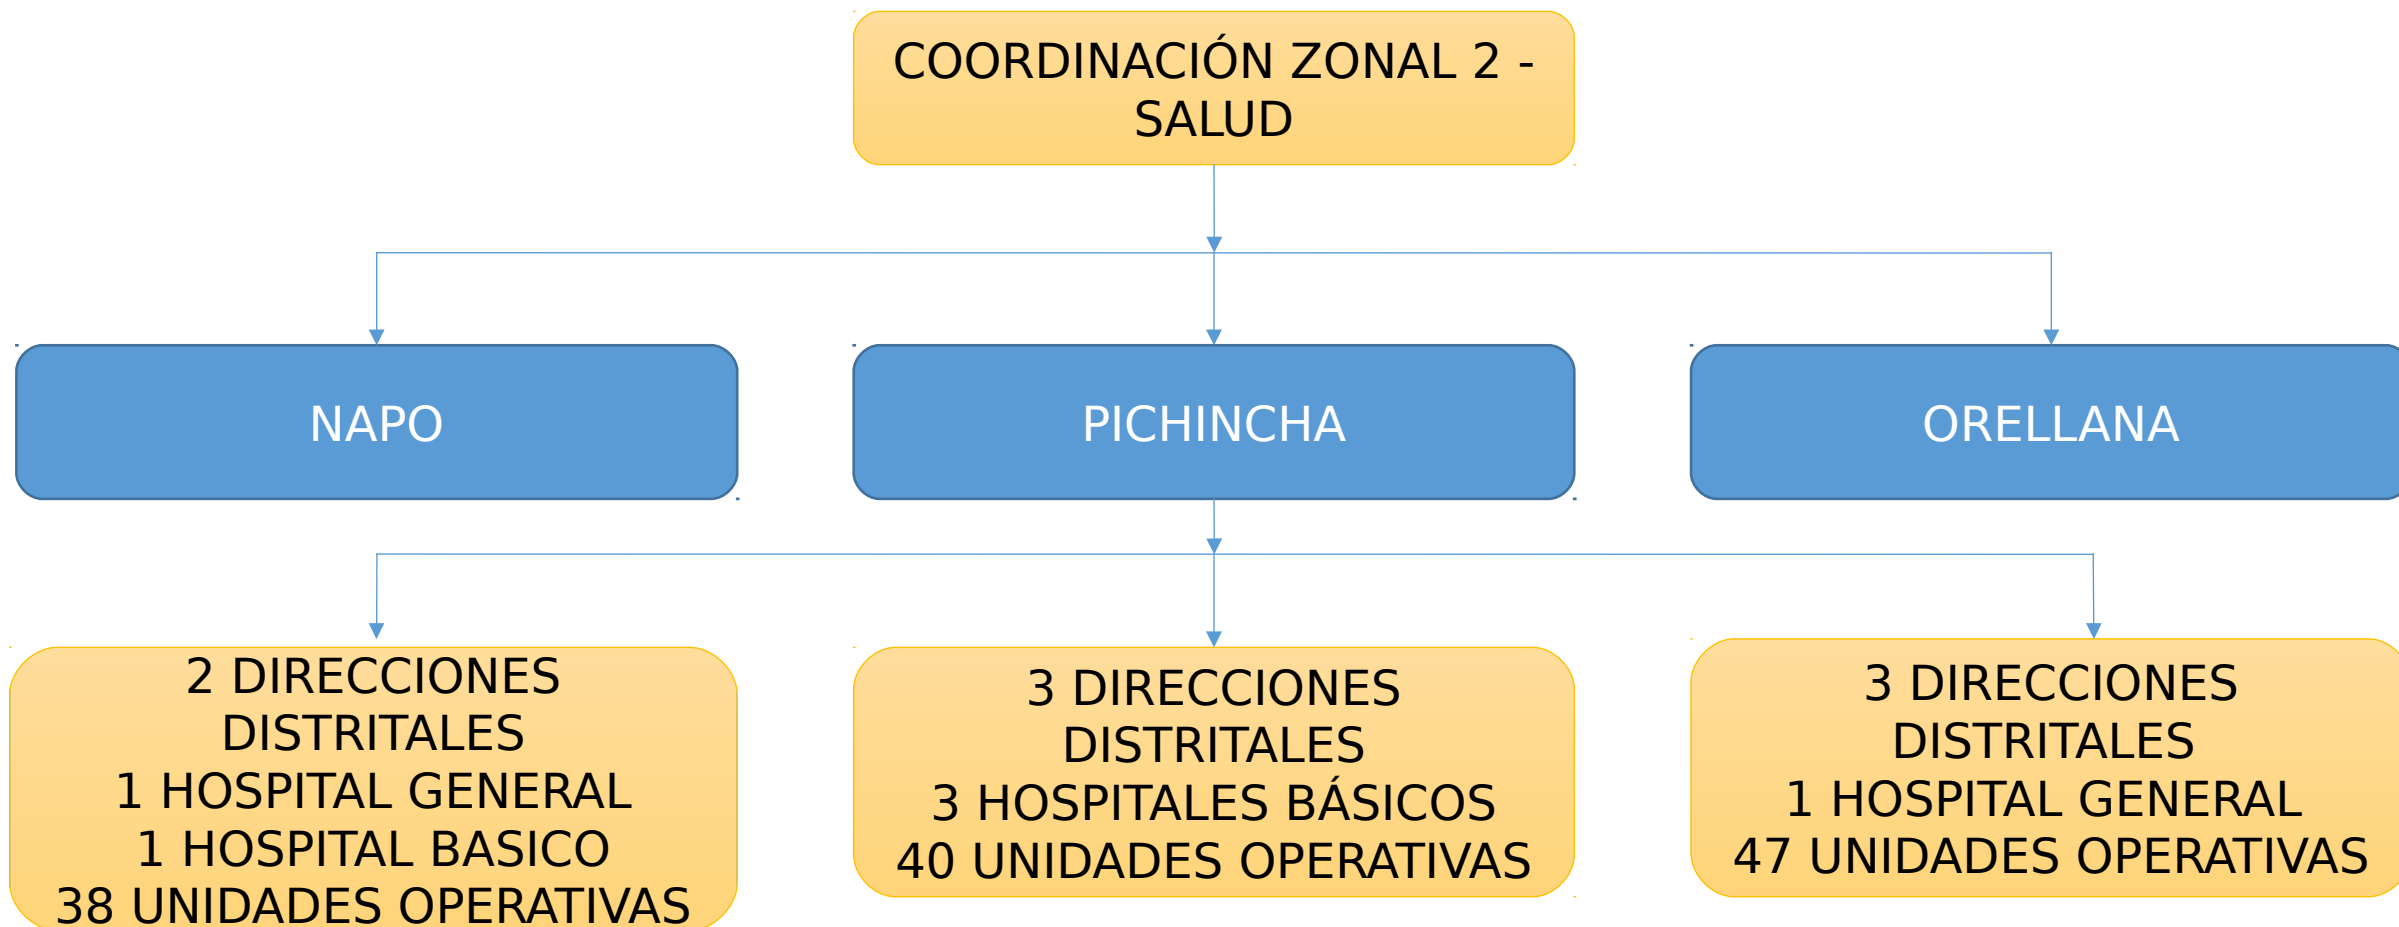 COORDINACIÓN ZONAL 2 -
SALUD
NAPO
PICHINCHA
ORELLANA
2 DIRECCIONES
DISTRITALES
1 HOSPITAL GENERAL
1 HOSPITAL BASICO
38 UNIDADES OPERATIVAS
3 DIRECCIONES
DISTRITALES
3 HOSPITALES BÁSICOS
40 UNIDADES OPERATIVAS
3 DIRECCIONES
DISTRITALES
1 HOSPITAL GENERAL
47 UNIDADES OPERATIVAS